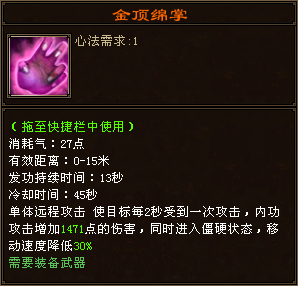 金顶绵掌
心法需求:1
（拖至快捷栏中使用）
消耗气：27点
有效距离：0-15米
发功持续时间：13秒
冷却时间：45秒
单体远程攻击 使目标每2秒受到一次攻击，内功
攻击增加1471点的伤害，同时进入僵硬状态，移
动速度降低30%
需要装备武器